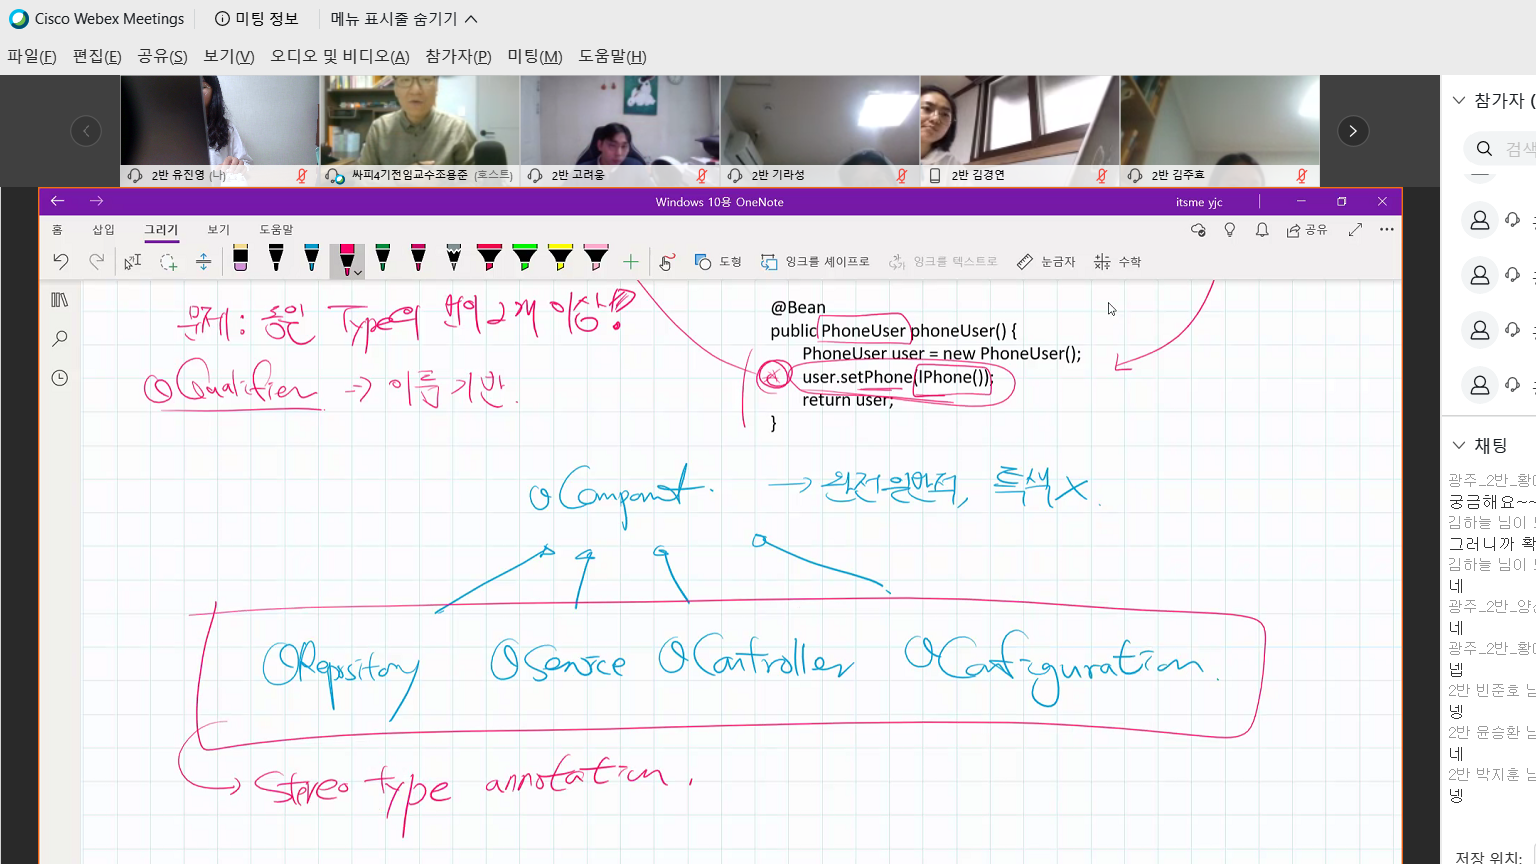 Cisco Webex Meetings 미팅 정보 메뉴 표시줄 숨기기
파일(F) 편집(E) 공유(S) 보기(V) 오디오 및 비디오(A) 참가자(P) 미팅(M) 도움말(H)
2반 유진영 (나) 싸피4기전임교수조용준 (호스트) 2반 고려웅 2반 기라성 2반 김경연 2반 김주효
Windows 10용 OneNote itsme yjc
홈 삽입 그리기 보기 도움말 공유
도형 잉크를 셰이프로 잉크를 텍스트로 눈금자 수학
문제: 동일 Type의 빈이 2개 이상?
@Qualifier → 이름 기반.
@Bean
public PhoneUser phoneUser() {
PhoneUser user = new PhoneUser();
user.setPhone(IPhone());
return user;
}
@Component. → 완전 일반적, 특색 X.
@Repository @Service @Controller @Configuration.
Stereo type annotation.
참가자 (
검색
채팅
광주_2반_황
궁금해요~~
김하늘 님이
그러니까 확
김하늘 님이
네
광주_2반_양
네
광주_2반_황
넵
2반 빈준호 님
넹
2반 윤승환 님
네
2반 박지훈 님
넹
저장 위치: